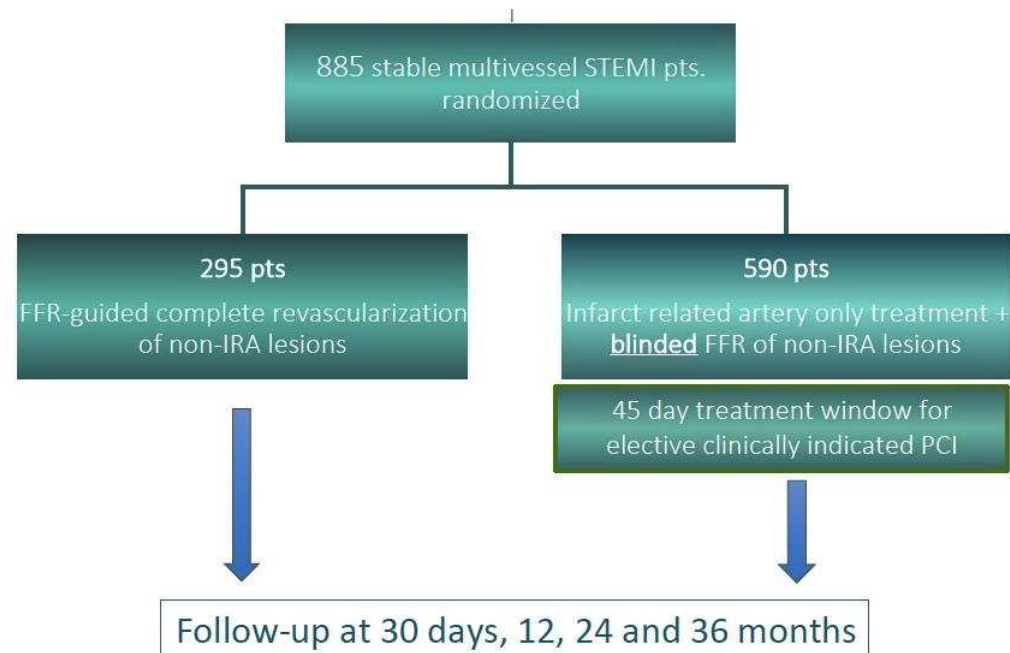 885 stable multivessel STEMI pts.
randomized
295 pts
FFR-guided complete revascularization
of non-IRA lesions
590 pts
Infarct related artery only treatment +
blinded FFR of non-IRA lesions
45 day treatment window for
elective clinically indicated PCI
Follow-up at 30 days, 12, 24 and 36 months